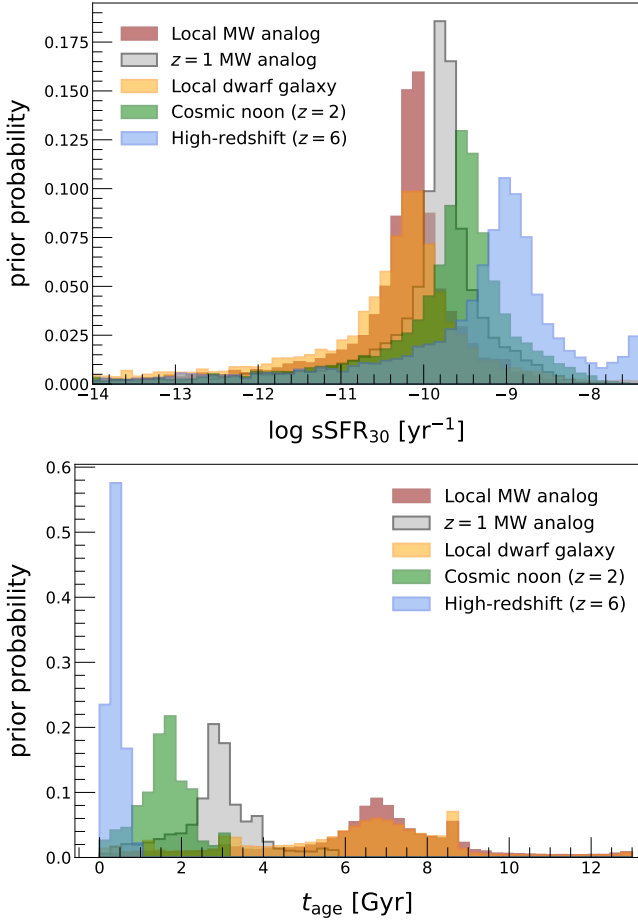 prior probability
0.175
0.150
0.125
0.100
0.075
0.050
0.025
0.000
Local MW analog
z = 1 MW analog
Local dwarf galaxy
Cosmic noon (z = 2)
High-redshift (z = 6)
−14 −13 −12 −11 −10 −9 −8
log sSFR₃₀ [yr⁻¹]
prior probability
0.6
0.5
0.4
0.3
0.2
0.1
0.0
Local MW analog
z = 1 MW analog
Local dwarf galaxy
Cosmic noon (z = 2)
High-redshift (z = 6)
0 2 4 6 8 10 12
t_age [Gyr]